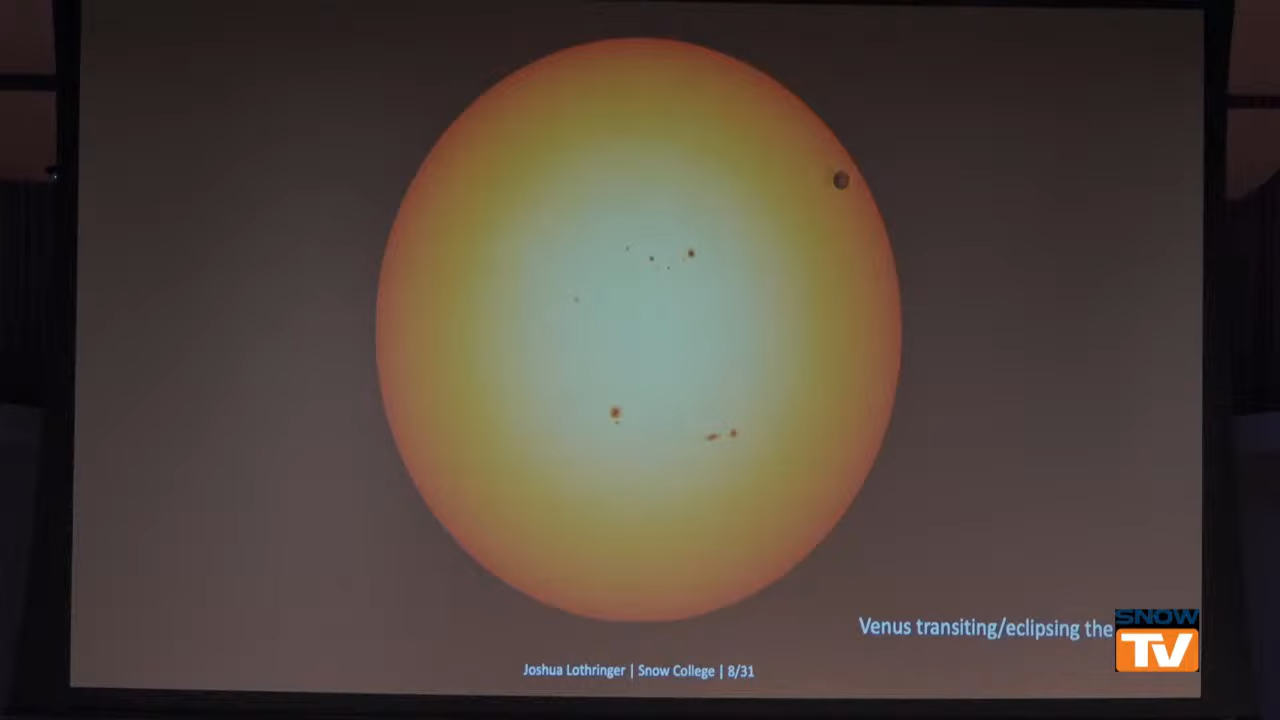 Venus transiting/eclipsing the
SNOW
TV
Joshua Lothringer | Snow College | 8/31